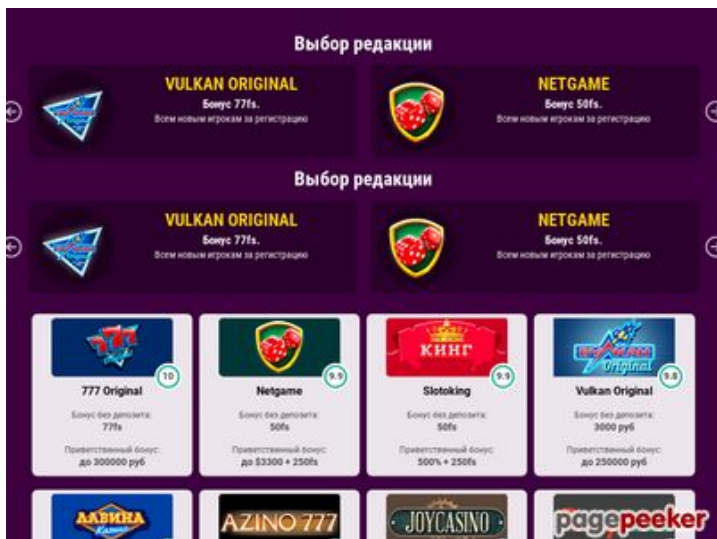 Выбор редакции
VULKAN ORIGINAL
Бонус 77fs.
Всем новым игрокам за регистрацию
NETGAME
Бонус 50fs.
Всем новым игрокам за регистрацию
Выбор редакции
VULKAN ORIGINAL
Бонус 77fs.
Всем новым игрокам за регистрацию
NETGAME
Бонус 50fs.
Всем новым игрокам за регистрацию
777
10
777 Original
Бонус без депозита:
77fs
Приветственный бонус:
до 300000 руб
9.9
Netgame
Бонус без депозита:
50fs
Приветственный бонус:
до $3300 + 250fs
КИНГ
9.9
Slotoking
Бонус без депозита:
50fs
Приветственный бонус:
500% + 250fs
Original
9.8
Vulkan Original
Бонус без депозита:
3000 руб
Приветственный бонус:
до 250000 руб
ЛАВИНА
AZINO 777
JOYCASINO
pagepeeker